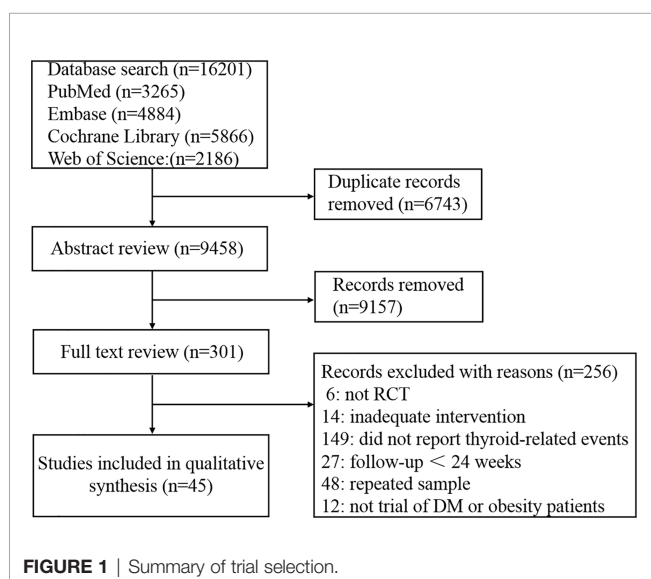 Database search (n=16201)
PubMed (n=3265)
Embase (n=4884)
Cochrane Library (n=5866)
Web of Science:(n=2186)
Duplicate records
removed (n=6743)
Abstract review (n=9458)
Records removed
(n=9157)
Full text review (n=301)
Records excluded with reasons (n=256)
6: not RCT
14: inadequate intervention
149: did not report thyroid-related events
27: follow-up < 24 weeks
48: repeated sample
12: not trial of DM or obesity patients
Studies included in qualitative
synthesis (n=45)
FIGURE 1 | Summary of trial selection.